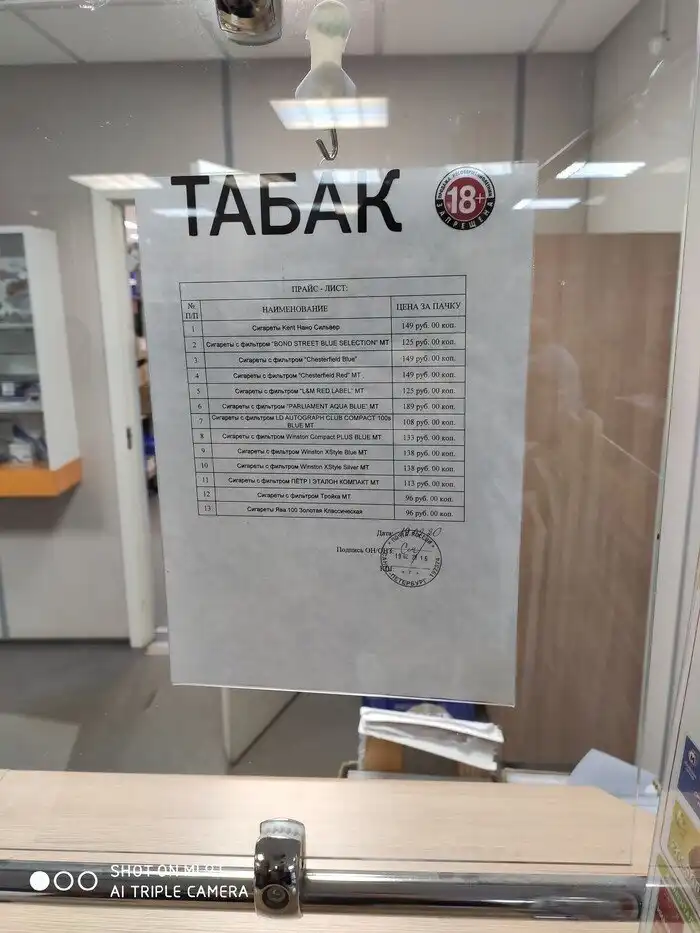 ТАБАК
18+
ЗАПРЕЩЕНА
ПРАЙС - ЛИСТ:
№ П/П НАИМЕНОВАНИЕ ЦЕНА ЗА ПАЧКУ
1 Сигареты Kent Нано Сильвер 149 руб. 00 коп.
2 Сигареты с фильтром "BOND STREET BLUE SELECTION" МТ 125 руб. 00 коп.
3 Сигареты с фильтром "Chesterfield Blue" 149 руб. 00 коп.
4 Сигареты с фильтром "Chesterfield Red" МТ 149 руб. 00 коп.
5 Сигареты с фильтром "L&M RED LABEL" МТ 125 руб. 00 коп.
6 Сигареты с фильтром "PARLIAMENT AQUA BLUE" МТ 189 руб. 00 коп.
7 Сигареты с фильтром LD AUTOGRAPH CLUB COMPACT 100s BLUE МТ 108 руб. 00 коп.
8 Сигареты с фильтром Winston Compact PLUS BLUE МТ 133 руб. 00 коп.
9 Сигареты с фильтром Winston XStyle Blue МТ 138 руб. 00 коп.
10 Сигареты с фильтром Winston XStyle Silver МТ 138 руб. 00 коп.
11 Сигареты с фильтром ПЁТР I ЭТАЛОН КОМПАКТ МТ 113 руб. 00 коп.
12 Сигареты с фильтром Тройка МТ 96 руб. 00 коп.
13 Сигареты Ява 100 Золотая Классическая 96 руб. 00 коп.
Дата:
Подпись
SHOT ON MI 9T
AI TRIPLE CAMERA